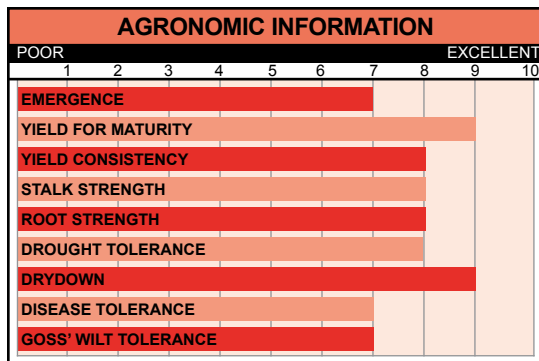 AGRONOMIC INFORMATION
POOR EXCELLENT
1 2 3 4 5 6 7 8 9 10
EMERGENCE
YIELD FOR MATURITY
YIELD CONSISTENCY
STALK STRENGTH
ROOT STRENGTH
DROUGHT TOLERANCE
DRYDOWN
DISEASE TOLERANCE
GOSS' WILT TOLERANCE